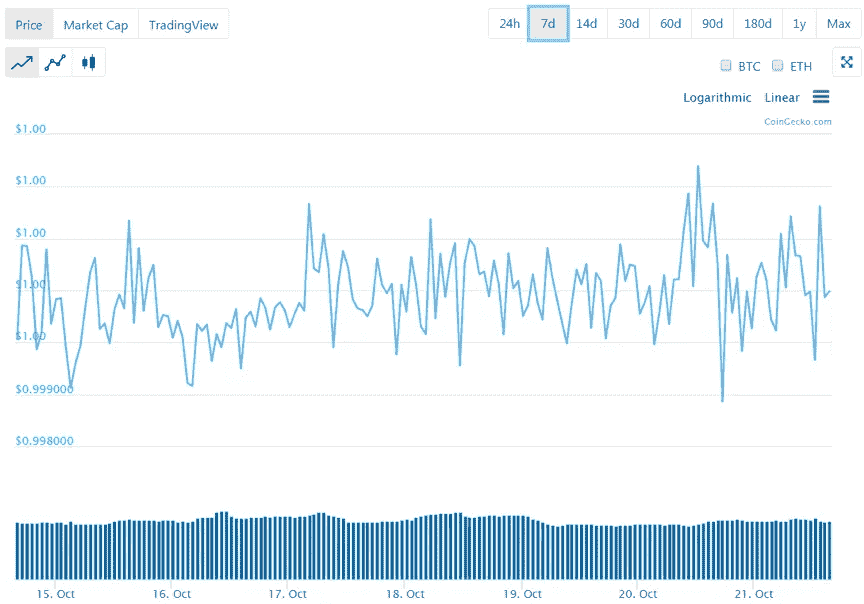 Price Market Cap TradingView 24h 7d 14d 30d 60d 90d 180d 1y Max
BTC ETH
Logarithmic Linear
CoinGecko.com
$1.00
$1.00
$1.00
$1.00
$1.00
$0.999000
$0.998000
15. Oct 16. Oct 17. Oct 18. Oct 19. Oct 20. Oct 21. Oct